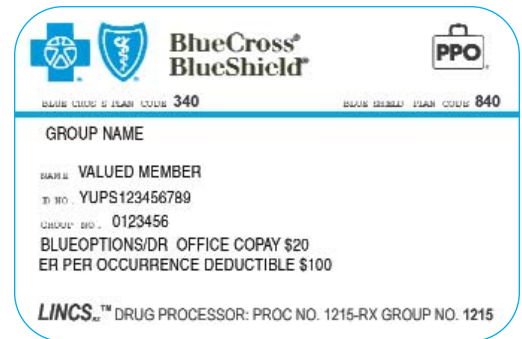 BlueCross®
BlueShield®
PPO
BLUE CROSS PLAN CODE 340
BLUE SHIELD PLAN CODE 840
GROUP NAME
NAME VALUED MEMBER
ID NO. YUPS123456789
GROUP NO. 0123456
BLUEOPTIONS/DR OFFICE COPAY $20
ER PER OCCURRENCE DEDUCTIBLE $100
LINCS RX™ DRUG PROCESSOR: PROC NO. 1215-RX GROUP NO. 1215